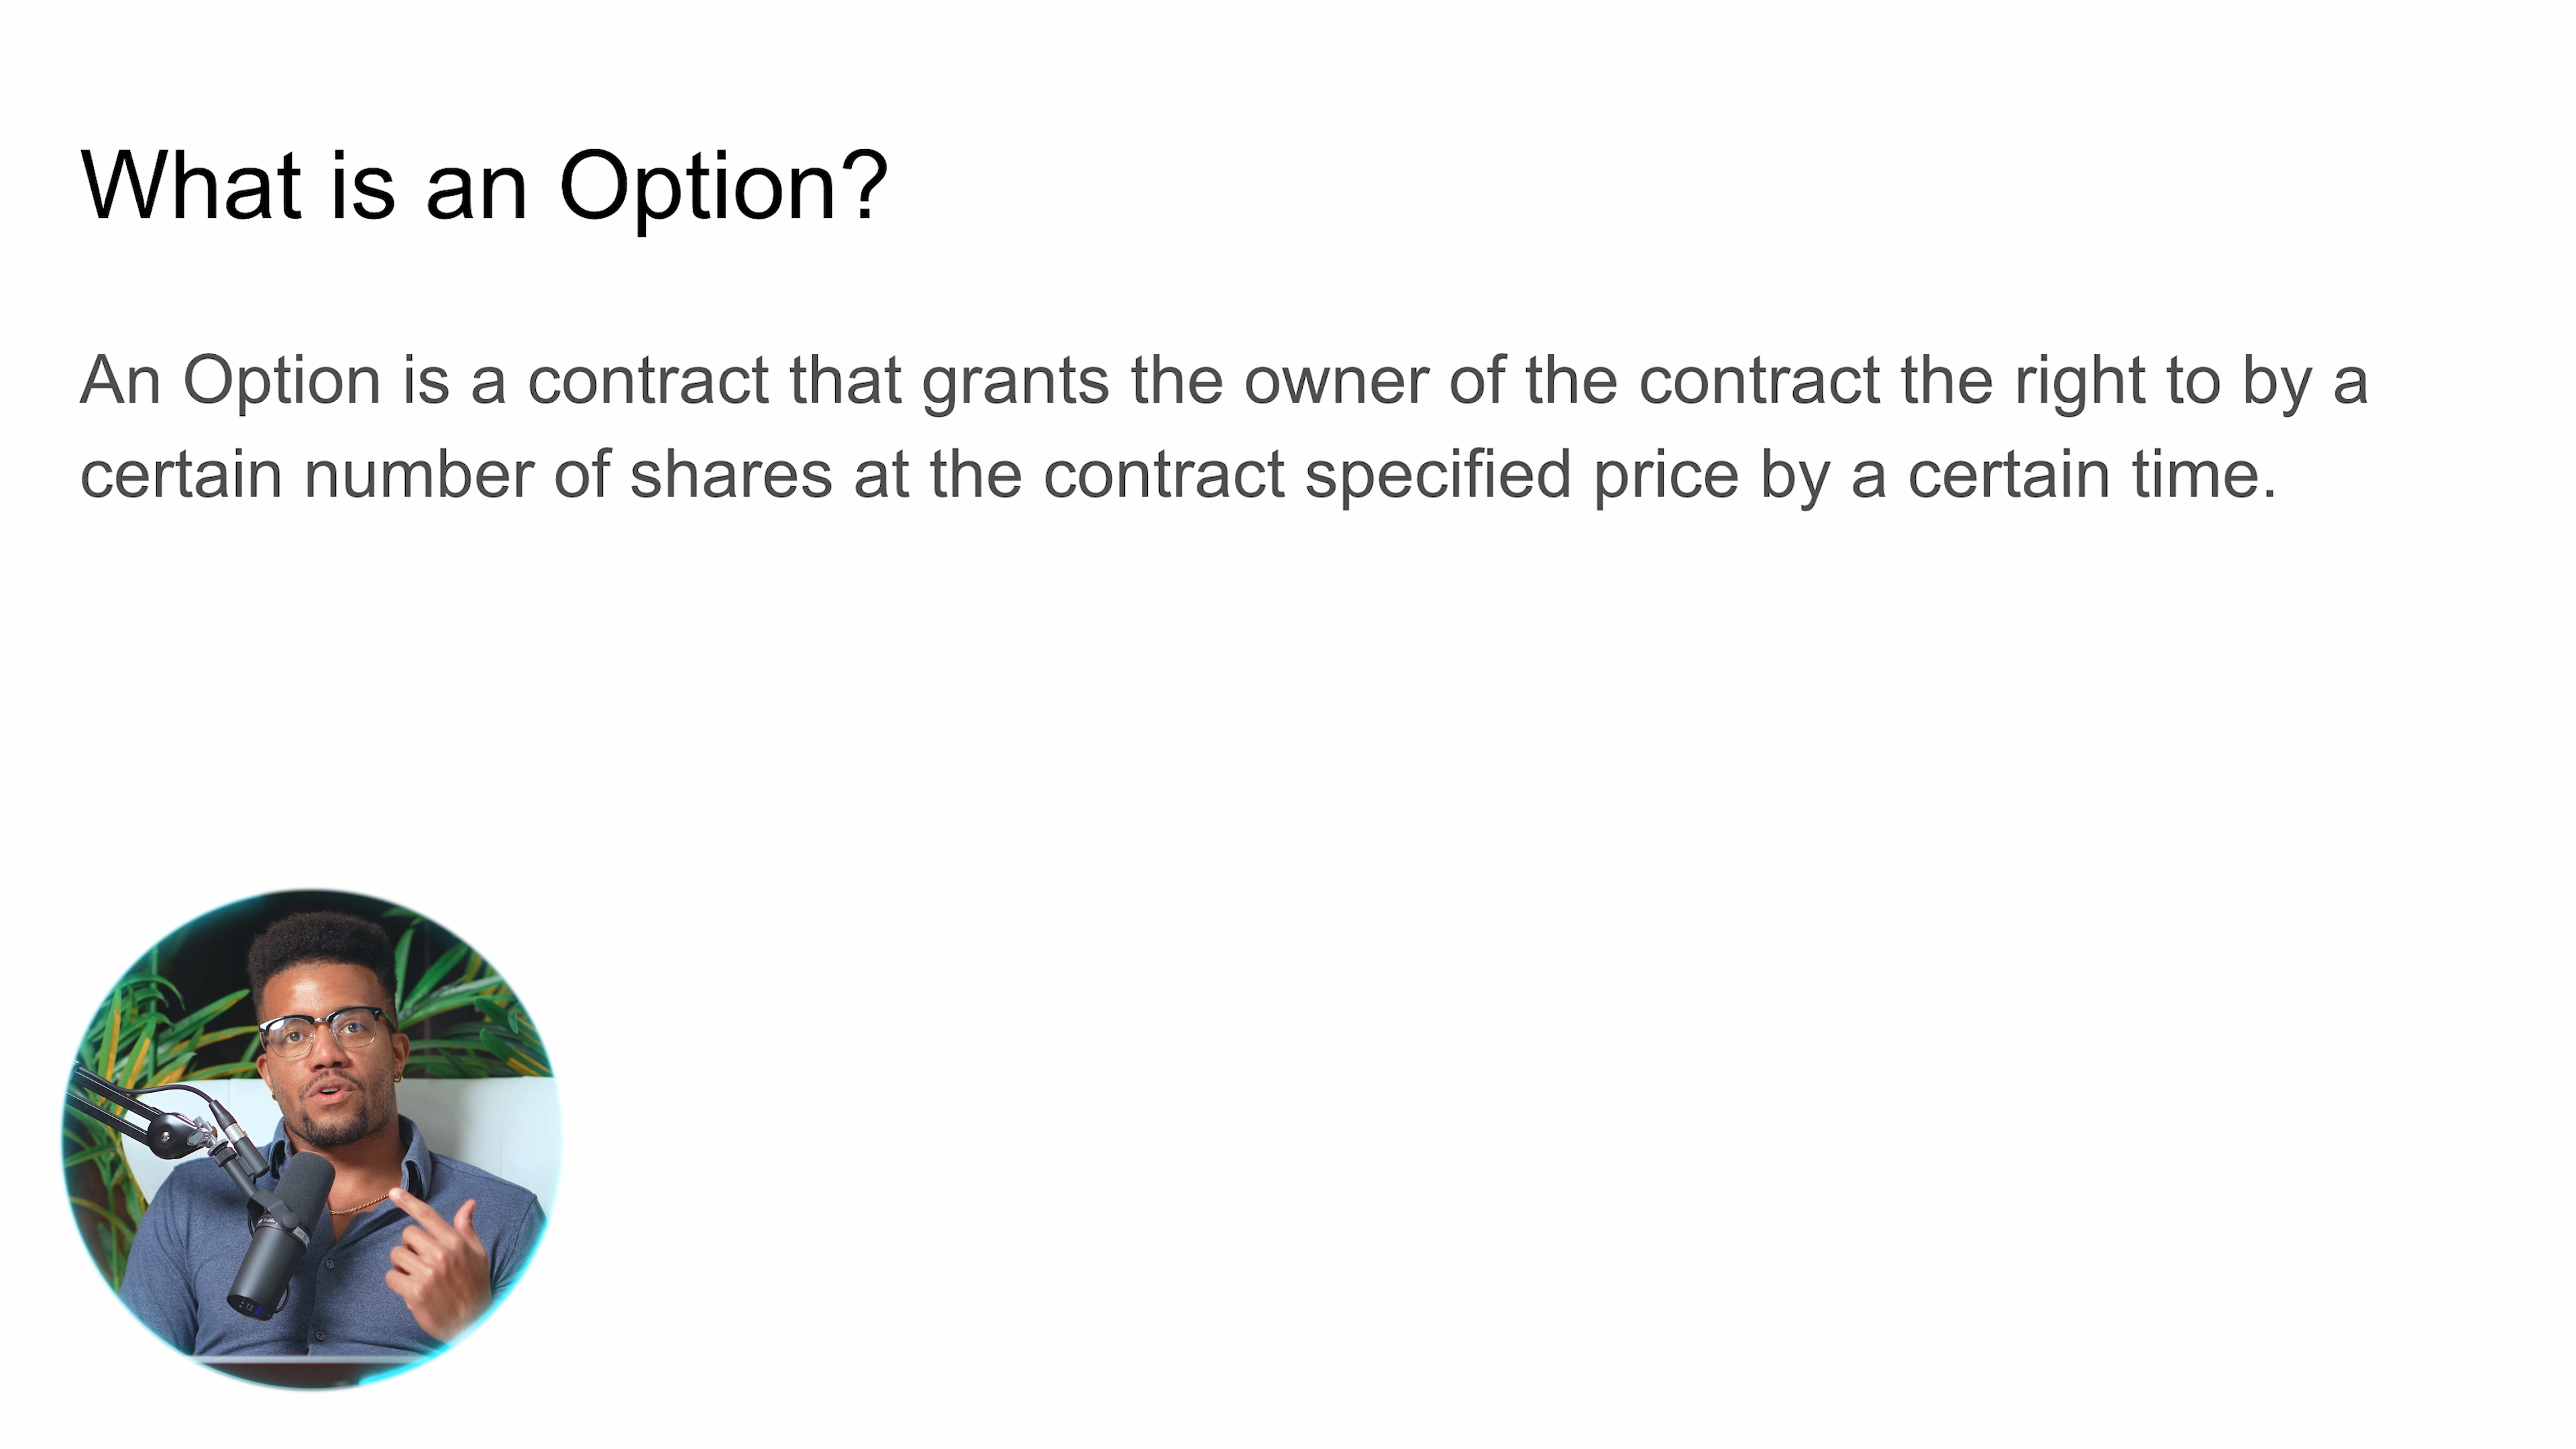 What is an Option?
An Option is a contract that grants the owner of the contract the right to by a
certain number of shares at the contract specified price by a certain time.